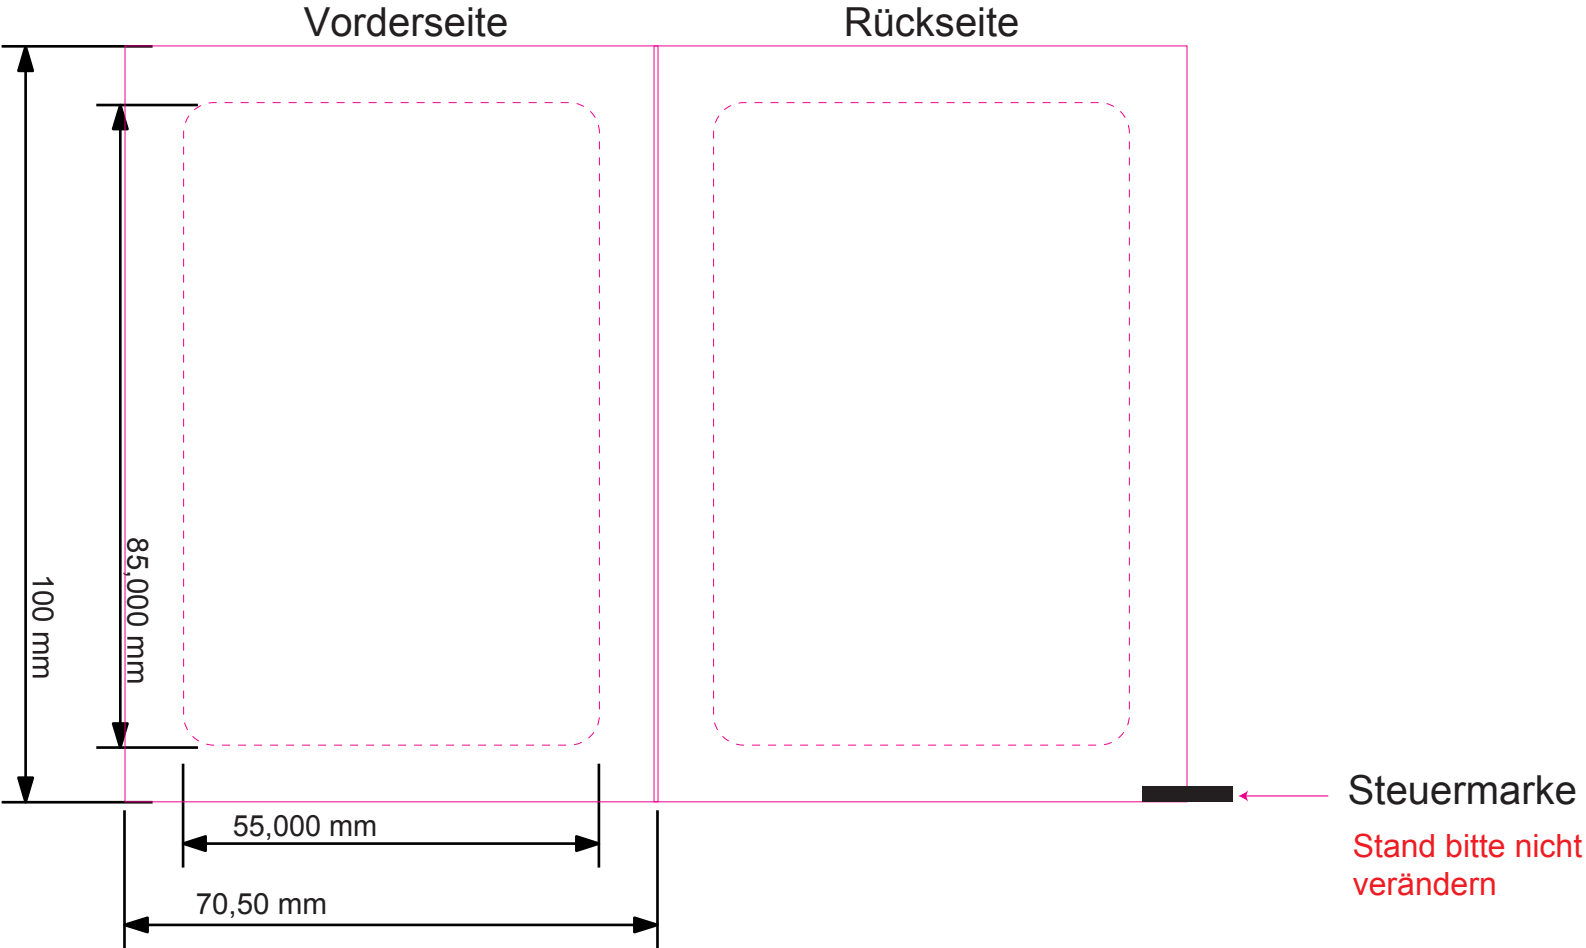 Vorderseite
Rückseite
100 mm
85,000 mm
55,000 mm
70,50 mm
Steuermarke
Stand bitte nicht
verändern